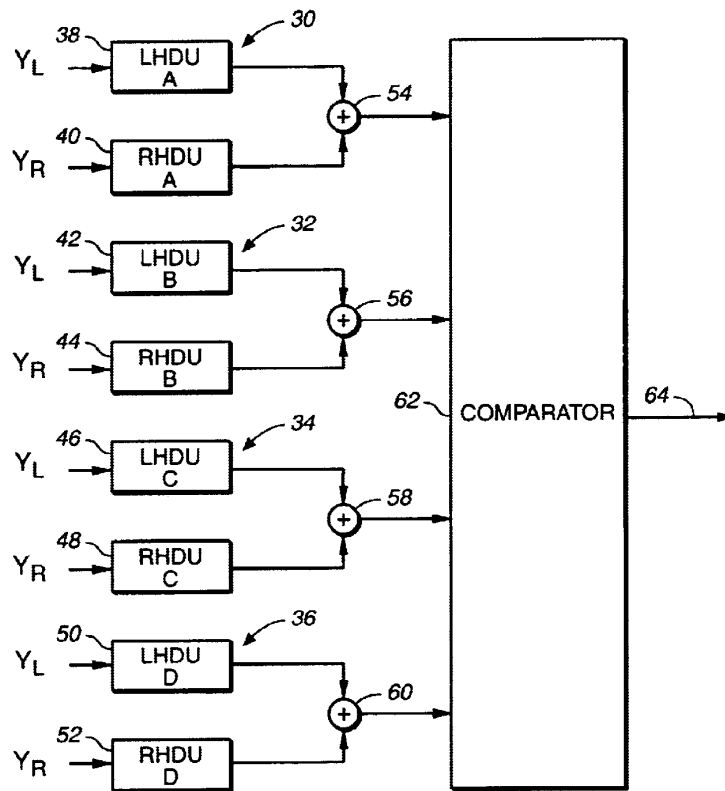 38
30
Y_L
LHDU
A
54
40
Y_R
RHDU
A
42
32
Y_L
LHDU
B
56
44
Y_R
RHDU
B
62
COMPARATOR
64
46
34
Y_L
LHDU
C
58
48
Y_R
RHDU
C
50
36
Y_L
LHDU
D
60
52
Y_R
RHDU
D